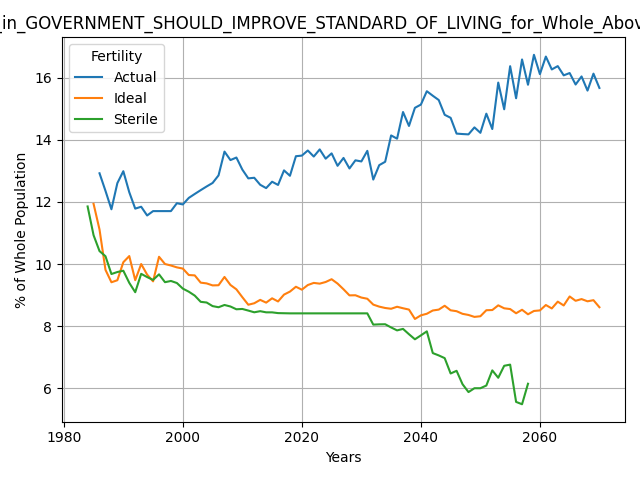 _in_GOVERNMENT_SHOULD_IMPROVE_STANDARD_OF_LIVING_for_Whole_Abov
Fertility
Actual
Ideal
Sterile
% of Whole Population
16
14
12
10
8
6
1980 2000 2020 2040 2060
Years